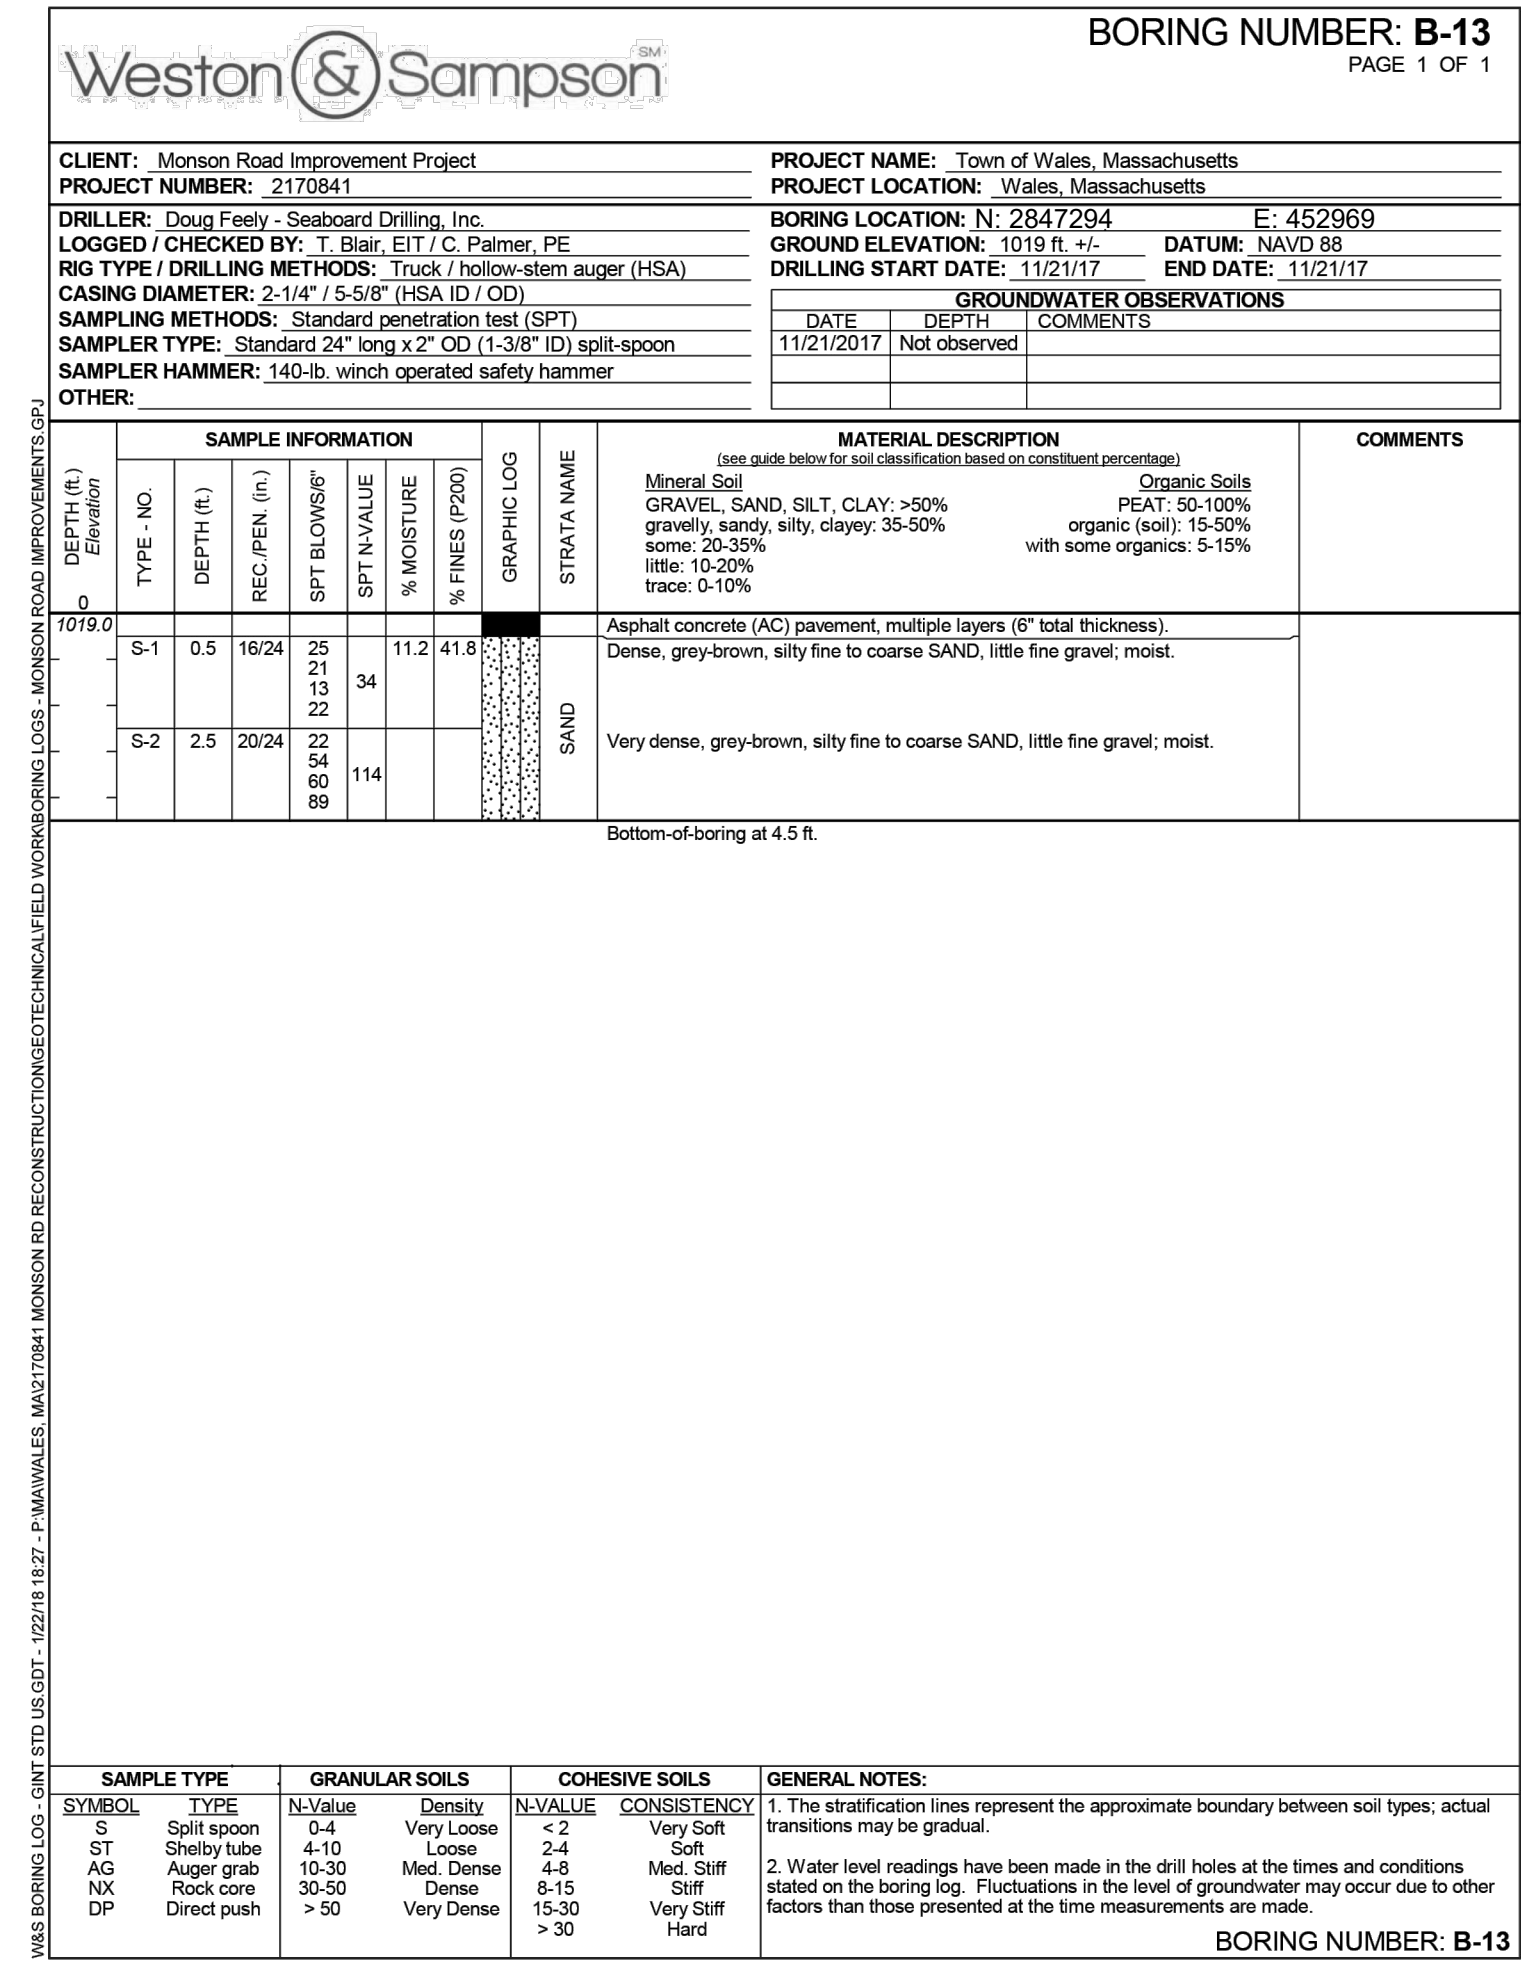 BORING NUMBER: B-13
PAGE 1 OF 1
Weston & Sampson SM
CLIENT: Monson Road Improvement Project
PROJECT NUMBER: 2170841
PROJECT NAME: Town of Wales, Massachusetts
PROJECT LOCATION: Wales, Massachusetts
DRILLER: Doug Feely - Seaboard Drilling, Inc.
LOGGED / CHECKED BY: T. Blair, EIT / C. Palmer, PE
RIG TYPE / DRILLING METHODS: Truck / hollow-stem auger (HSA)
CASING DIAMETER: 2-1/4" / 5-5/8" (HSA ID / OD)
SAMPLING METHODS: Standard penetration test (SPT)
SAMPLER TYPE: Standard 24" long x 2" OD (1-3/8" ID) split-spoon
SAMPLER HAMMER: 140-lb. winch operated safety hammer
OTHER:
BORING LOCATION: N: 2847294 E: 452969
GROUND ELEVATION: 1019 ft. +/- DATUM: NAVD 88
DRILLING START DATE: 11/21/17 END DATE: 11/21/17
GROUNDWATER OBSERVATIONS
DATE DEPTH COMMENTS
11/21/2017 Not observed
DEPTH (ft.)
Elevation
0
SAMPLE INFORMATION
TYPE - NO.
DEPTH (ft.)
REC./PEN. (in.)
SPT BLOWS/6"
SPT N-VALUE
% MOISTURE
% FINES (P200)
GRAPHIC LOG
STRATA NAME
MATERIAL DESCRIPTION
(see guide below for soil classification based on constituent percentage)
Mineral Soil
GRAVEL, SAND, SILT, CLAY: >50%
gravelly, sandy, silty, clayey: 35-50%
some: 20-35%
little: 10-20%
trace: 0-10%
Organic Soils
PEAT: 50-100%
organic (soil): 15-50%
with some organics: 5-15%
COMMENTS
1019.0
Asphalt concrete (AC) pavement, multiple layers (6" total thickness).
S-1 0.5 16/24 25 11.2 41.8
21
13
22
34
Dense, grey-brown, silty fine to coarse SAND, little fine gravel; moist.
SAND
S-2 2.5 20/24 22
54
60
89
114
Very dense, grey-brown, silty fine to coarse SAND, little fine gravel; moist.
Bottom-of-boring at 4.5 ft.
W&S BORING LOG - GINT STD US.GDT - 1/22/18 18:27 - P:\MA\WALES, MA\2170841 MONSON RD RECONSTRUCTION\GEOTECHNICAL\FIELD WORK\BORING LOGS - MONSON ROAD IMPROVEMENTS.GPJ
SAMPLE TYPE
SYMBOL TYPE
S Split spoon
ST Shelby tube
AG Auger grab
NX Rock core
DP Direct push
GRANULAR SOILS
N-Value Density
0-4 Very Loose
4-10 Loose
10-30 Med. Dense
30-50 Dense
> 50 Very Dense
COHESIVE SOILS
N-VALUE CONSISTENCY
< 2 Very Soft
2-4 Soft
4-8 Med. Stiff
8-15 Stiff
15-30 Very Stiff
> 30 Hard
GENERAL NOTES:
1. The stratification lines represent the approximate boundary between soil types; actual
transitions may be gradual.
2. Water level readings have been made in the drill holes at the times and conditions
stated on the boring log. Fluctuations in the level of groundwater may occur due to other
factors than those presented at the time measurements are made.
BORING NUMBER: B-13